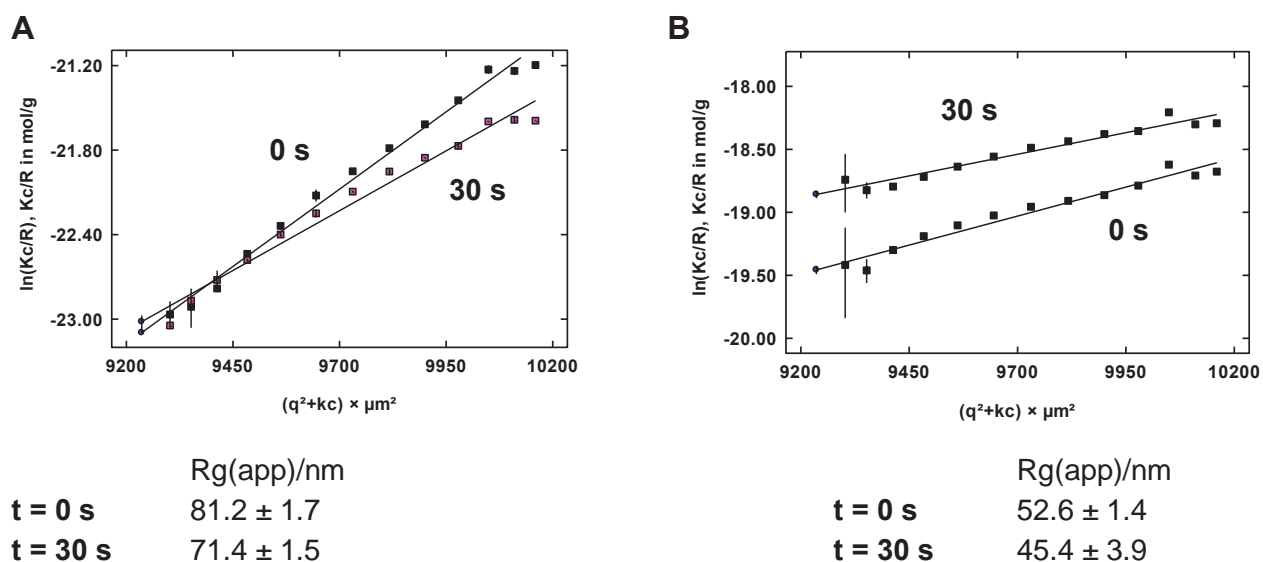 A
ln(Kc/R), Kc/R in mol/g
-21.20
-21.80
-22.40
-23.00
0 s
30 s
9200 9450 9700 9950 10200
(q²+kc) × µm²
Rg(app)/nm
t = 0 s 81.2 ± 1.7
t = 30 s 71.4 ± 1.5
B
ln(Kc/R), Kc/R in mol/g
-18.00
-18.50
-19.00
-19.50
-20.00
30 s
0 s
9200 9450 9700 9950 10200
(q²+kc) × µm²
Rg(app)/nm
t = 0 s 52.6 ± 1.4
t = 30 s 45.4 ± 3.9